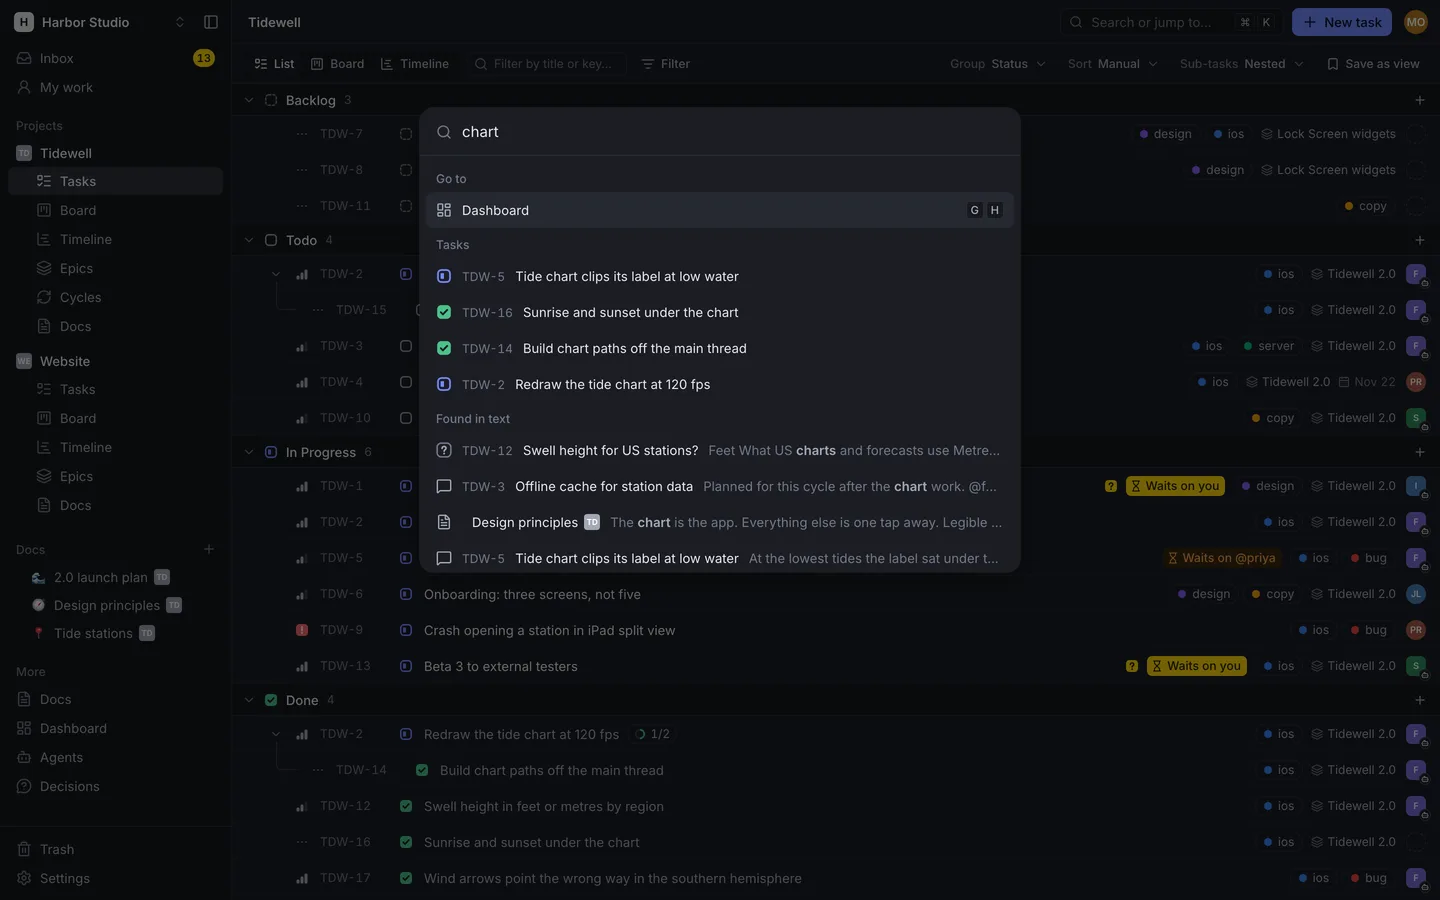 H Harbor Studio
Inbox 13
My work
Projects
TD Tidewell
Tasks
Board
Timeline
Epics
Cycles
Docs
WE Website
Tasks
Board
Timeline
Epics
Docs
Docs
2.0 launch plan TD
Design principles TD
Tide stations TD
More
Docs
Dashboard
Agents
Decisions
Trash
Settings
Tidewell Search or jump to... ⌘ K New task MO
List Board Timeline Filter by title or key... Filter Group Status Sort Manual Sub-tasks Nested Save as view
Backlog 3
TDW-7 design ios Lock Screen widgets
TDW-8 design Lock Screen widgets
TDW-11 copy
Todo 4
TDW-2 ios Tidewell 2.0 F
TDW-15 ios Tidewell 2.0 F
TDW-3 ios server Tidewell 2.0 F
TDW-4 ios Tidewell 2.0 Nov 22 PR
TDW-10 copy Tidewell 2.0 S
In Progress 6
TDW-1 ? Waits on you design Tidewell 2.0 I
TDW-2 ios Tidewell 2.0 F
TDW-5 Waits on @priya ios bug F
TDW-6 Onboarding: three screens, not five design copy Tidewell 2.0 JL
TDW-9 Crash opening a station in iPad split view ios bug PR
TDW-13 Beta 3 to external testers ? Waits on you ios Tidewell 2.0 S
Done 4
TDW-2 Redraw the tide chart at 120 fps 1/2 ios Tidewell 2.0 F
TDW-14 Build chart paths off the main thread ios Tidewell 2.0 F
TDW-12 Swell height in feet or metres by region ios Tidewell 2.0 F
TDW-16 Sunrise and sunset under the chart ios Tidewell 2.0
TDW-17 Wind arrows point the wrong way in the southern hemisphere ios bug F
chart
Go to
Dashboard G H
Tasks
TDW-5 Tide chart clips its label at low water
TDW-16 Sunrise and sunset under the chart
TDW-14 Build chart paths off the main thread
TDW-2 Redraw the tide chart at 120 fps
Found in text
TDW-12 Swell height for US stations? Feet What US charts and forecasts use Metre...
TDW-3 Offline cache for station data Planned for this cycle after the chart work. @f...
Design principles TD The chart is the app. Everything else is one tap away. Legible ...
TDW-5 Tide chart clips its label at low water At the lowest tides the label sat under t...